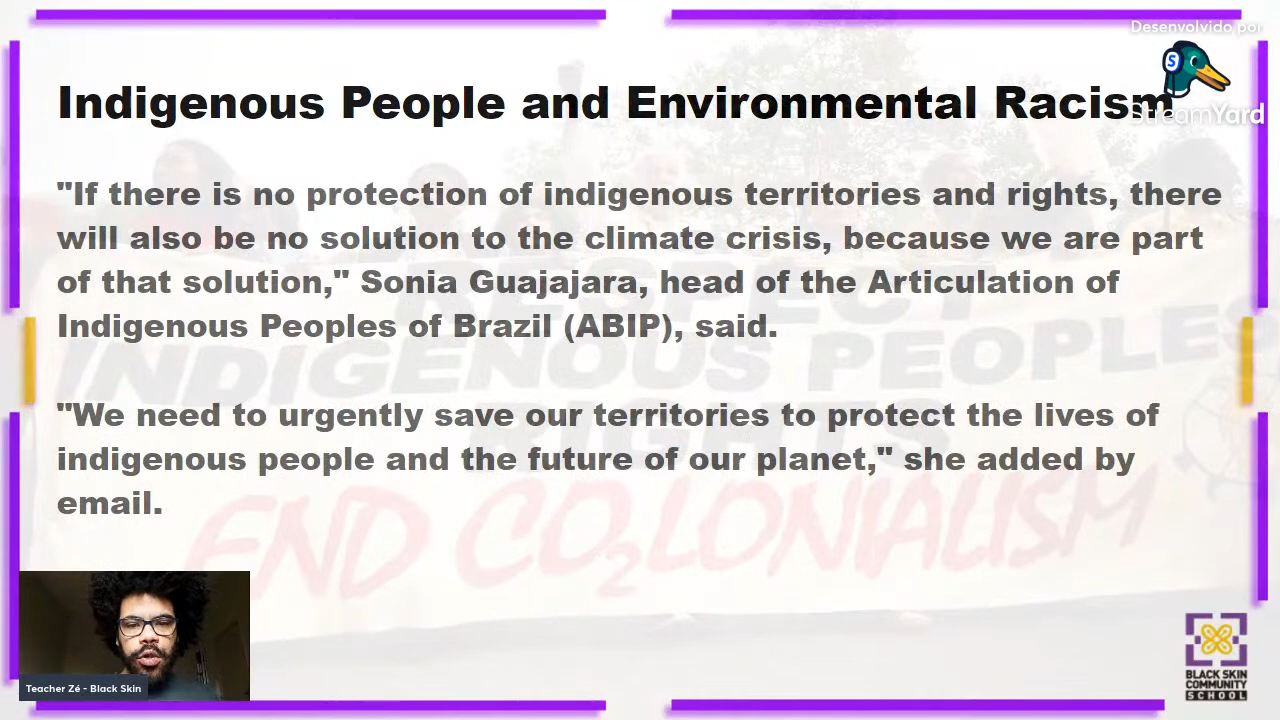 Desenvolvido por
StreamYard
Indigenous People and Environmental Racism
"If there is no protection of indigenous territories and rights, there
will also be no solution to the climate crisis, because we are part
of that solution," Sonia Guajajara, head of the Articulation of
Indigenous Peoples of Brazil (ABIP), said.
"We need to urgently save our territories to protect the lives of
indigenous people and the future of our planet," she added by
email.
RESPECT
INDIGENOUS PEOPLES
RIGHTS
END CO2LONIALISM
Teacher Zé - Black Skin
BLACK SKIN
COMMUNITY
SCHOOL